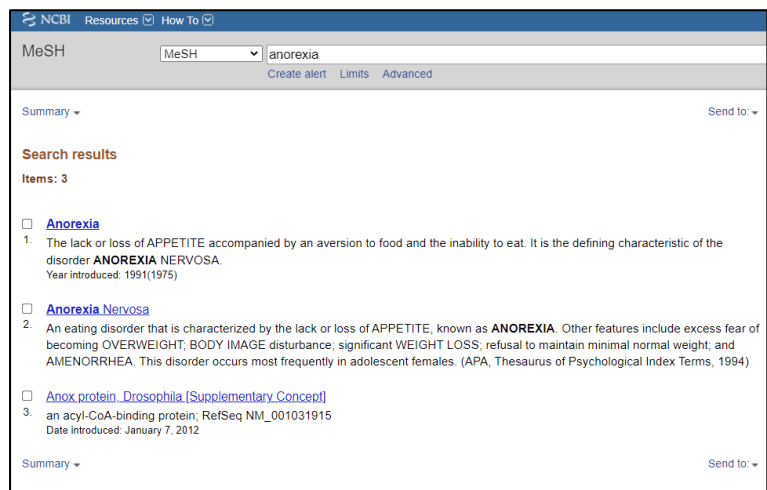 NCBI Resources How To
MeSH MeSH anorexia
Create alert Limits Advanced
Summary Send to:
Search results
Items: 3
Anorexia
1. The lack or loss of APPETITE accompanied by an aversion to food and the inability to eat. It is the defining characteristic of the
disorder ANOREXIA NERVOSA.
Year introduced: 1991(1975)
Anorexia Nervosa
2. An eating disorder that is characterized by the lack or loss of APPETITE, known as ANOREXIA. Other features include excess fear of
becoming OVERWEIGHT; BODY IMAGE disturbance; significant WEIGHT LOSS; refusal to maintain minimal normal weight; and
AMENORRHEA. This disorder occurs most frequently in adolescent females. (APA, Thesaurus of Psychological Index Terms, 1994)
Anox protein, Drosophila [Supplementary Concept]
3. an acyl-CoA-binding protein; RefSeq NM_001031915
Date introduced: January 7, 2012
Summary Send to: